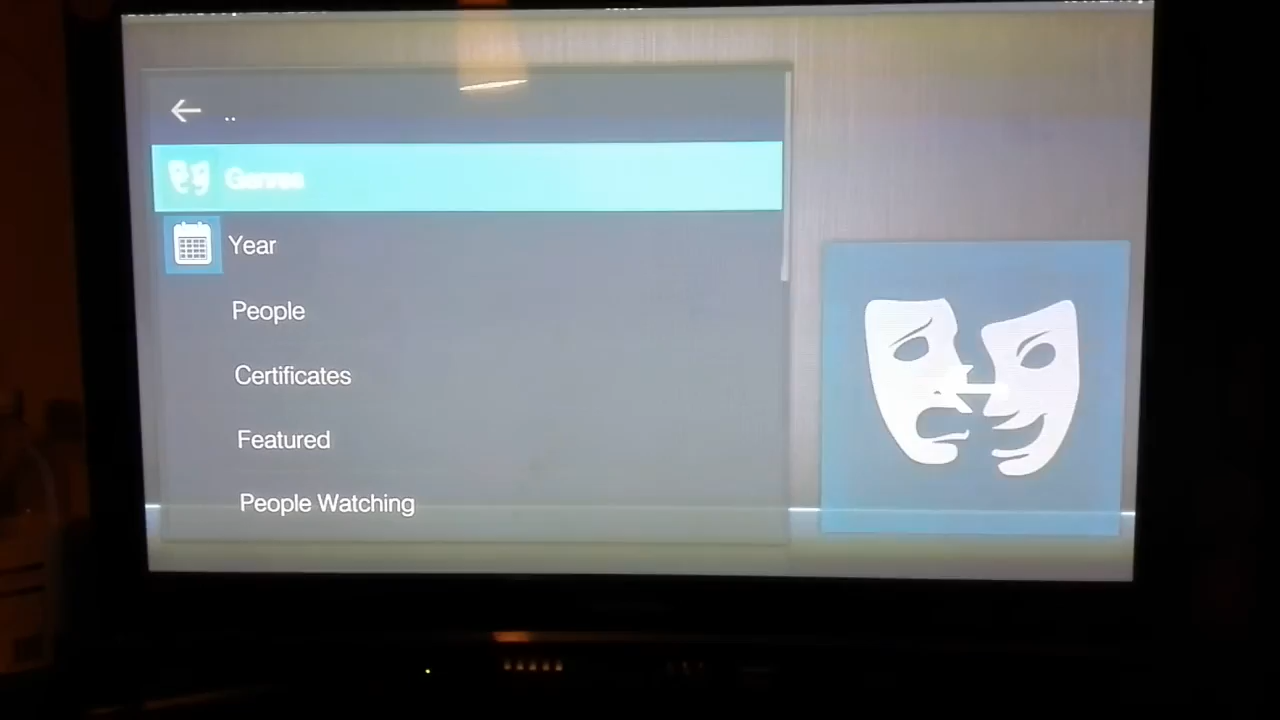 ..
Genres
Year
People
Certificates
Featured
People Watching